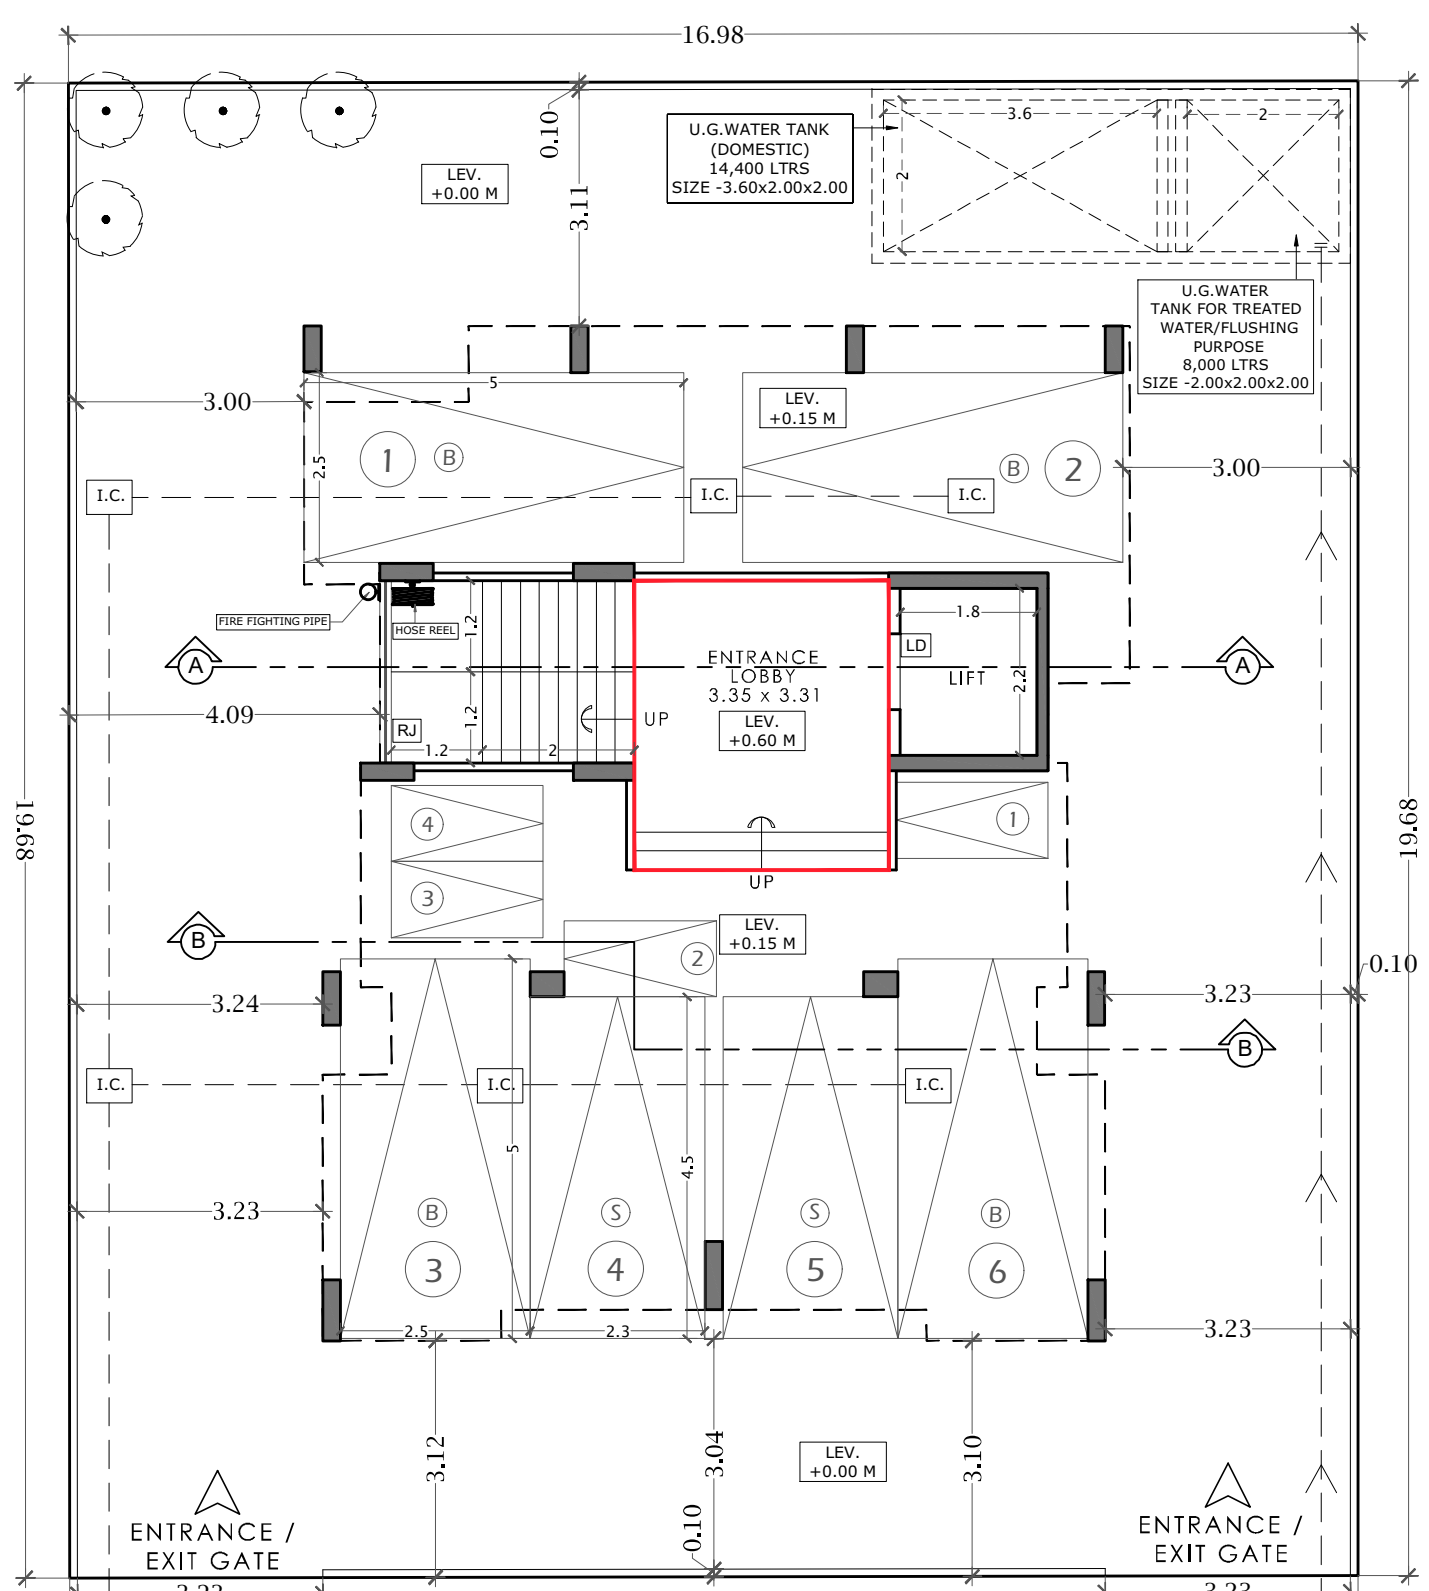 16.98
0.10
3.11
LEV.
+0.00 M
U.G.WATER TANK
(DOMESTIC)
14,400 LTRS
SIZE -3.60x2.00x2.00
3.6
2
2
U.G.WATER
TANK FOR TREATED
WATER/FLUSHING
PURPOSE
8,000 LTRS
SIZE -2.00x2.00x2.00
3.00
5
LEV.
+0.15 M
2.5
1
B
B
2
3.00
I.C.
I.C.
I.C.
FIRE FIGHTING PIPE
HOSE REEL
1.2
1.8
LD
A
ENTRANCE
LOBBY
3.35 x 3.31
LIFT
2.2
A
4.09
RJ
1.2
1.2
2
UP
LEV.
+0.60 M
19.68
19.68
4
1
3
UP
B
LEV.
+0.15 M
2
0.10
3.24
3.23
B
I.C.
I.C.
I.C.
5
4.5
3.23
B
S
S
B
3
4
5
6
2.5
2.3
3.23
3.12
3.04
3.10
LEV.
+0.00 M
0.10
ENTRANCE /
EXIT GATE
ENTRANCE /
EXIT GATE
3.23